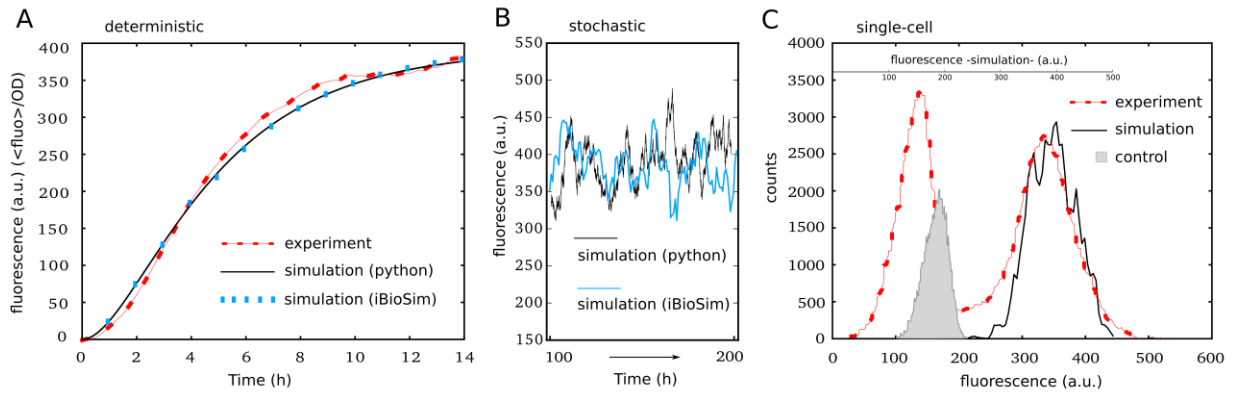 A
deterministic
fluorescence (a.u.) (<fluo>/OD)
400
350
300
250
200
150
100
50
0
experiment
simulation (python)
simulation (iBioSim)
0 2 4 6 8 10 12 14
Time (h)
B
stochastic
fluorescence (a.u.)
550
500
450
400
350
300
250
200
150
simulation (python)
simulation (iBioSim)
100 200
Time (h)
C
single-cell
counts
4000
3500
3000
2500
2000
1500
1000
500
0
fluorescence -simulation- (a.u.)
100 200 300 400 500
experiment
simulation
control
0 100 200 300 400 500 600
fluorescence (a.u.)